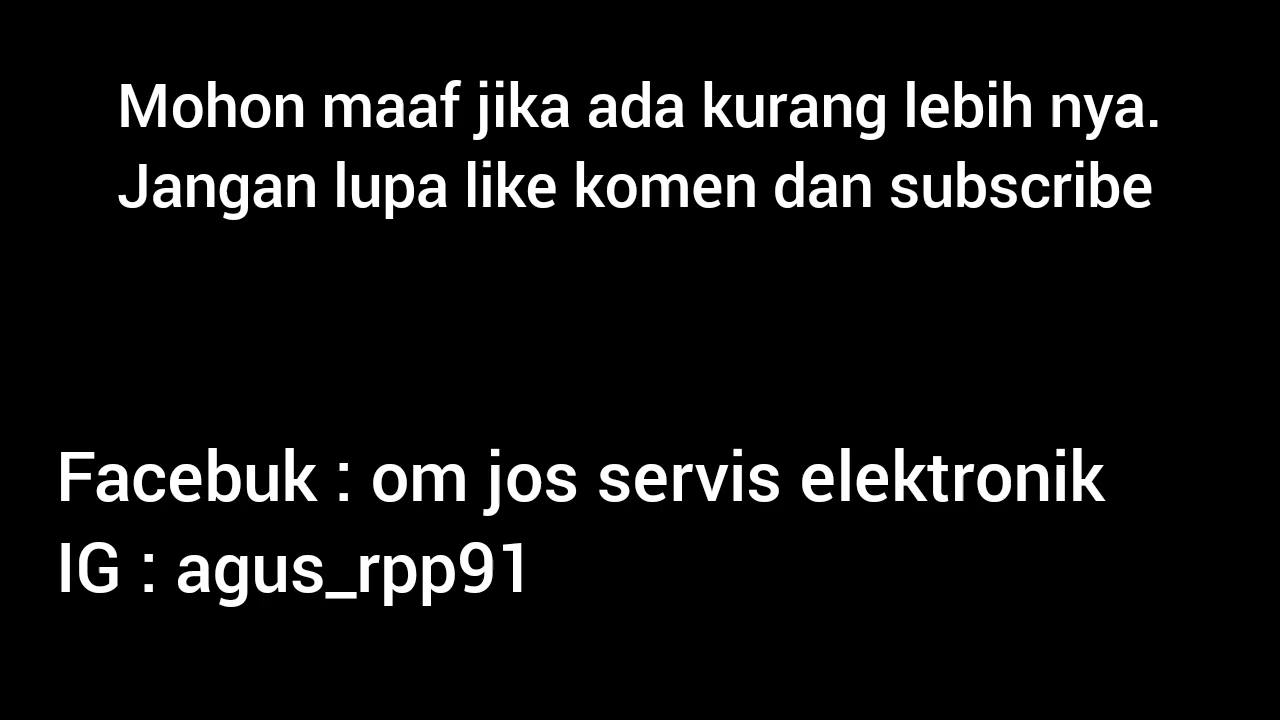 Mohon maaf jika ada kurang lebih nya.
Jangan lupa like komen dan subscribe
Facebuk : om jos servis elektronik
IG : agus_rpp91